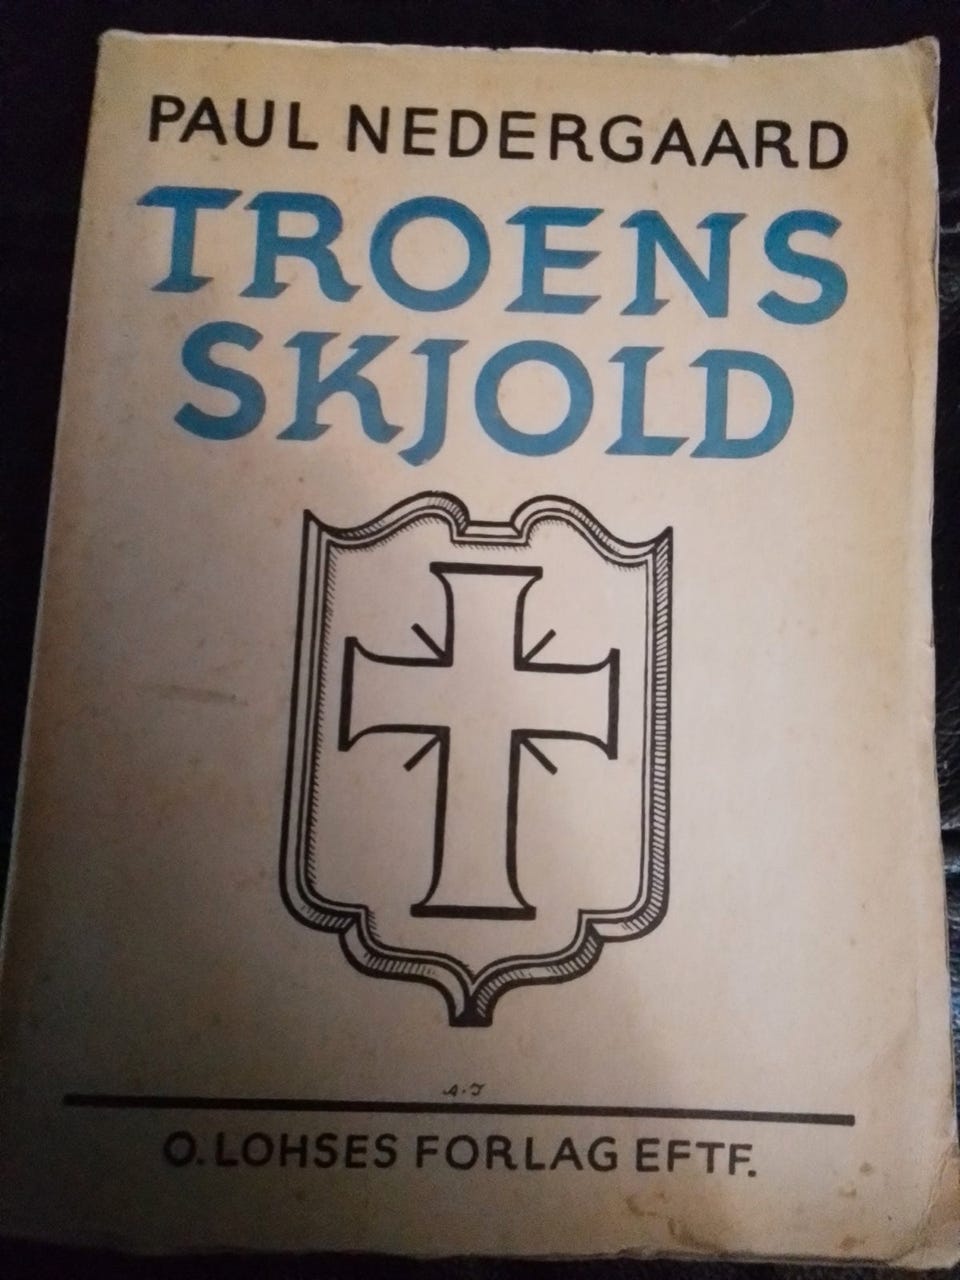 PAUL NEDERGAARD
TROENS
SKJOLD
A.J
O. LOHSES FORLAG EFTF.